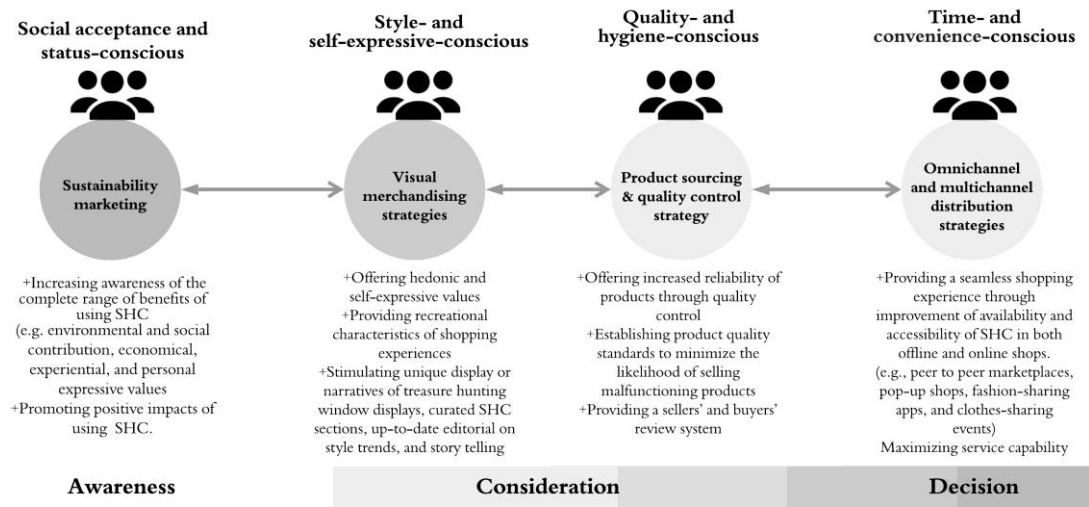 Social acceptance and
status-conscious
Style- and
self-expressive-conscious
Quality- and
hygiene-conscious
Time- and
convenience-conscious
Sustainability
marketing
Visual
merchandising
strategies
Product sourcing
& quality control
strategy
Omnichannel
and multichannel
distribution
strategies
+Increasing awareness of the
complete range of benefits of
using SHC
(e.g. environmental and social
contribution, economical,
experiential, and personal
expressive values
+Promoting positive impacts of
using SHC.
+Offering hedonic and
self-expressive values
+Providing recreational
characteristics of shopping
experiences
+Stimulating unique display or
narratives of treasure hunting
window displays, curated SHC
sections, up-to-date editorial on
style trends, and story telling
+Offering increased reliability of
products through quality
control
+Establishing product quality
standards to minimize the
likelihood of selling
malfunctioning products
+Providing a sellers' and buyers'
review system
+Providing a seamless shopping
experience through
improvement of availability and
accessibility of SHC in both
offline and online shops.
(e.g., peer to peer marketplaces,
pop-up shops, fashion-sharing
apps, and clothes-sharing
events)
Maximizing service capability
Awareness
Consideration
Decision